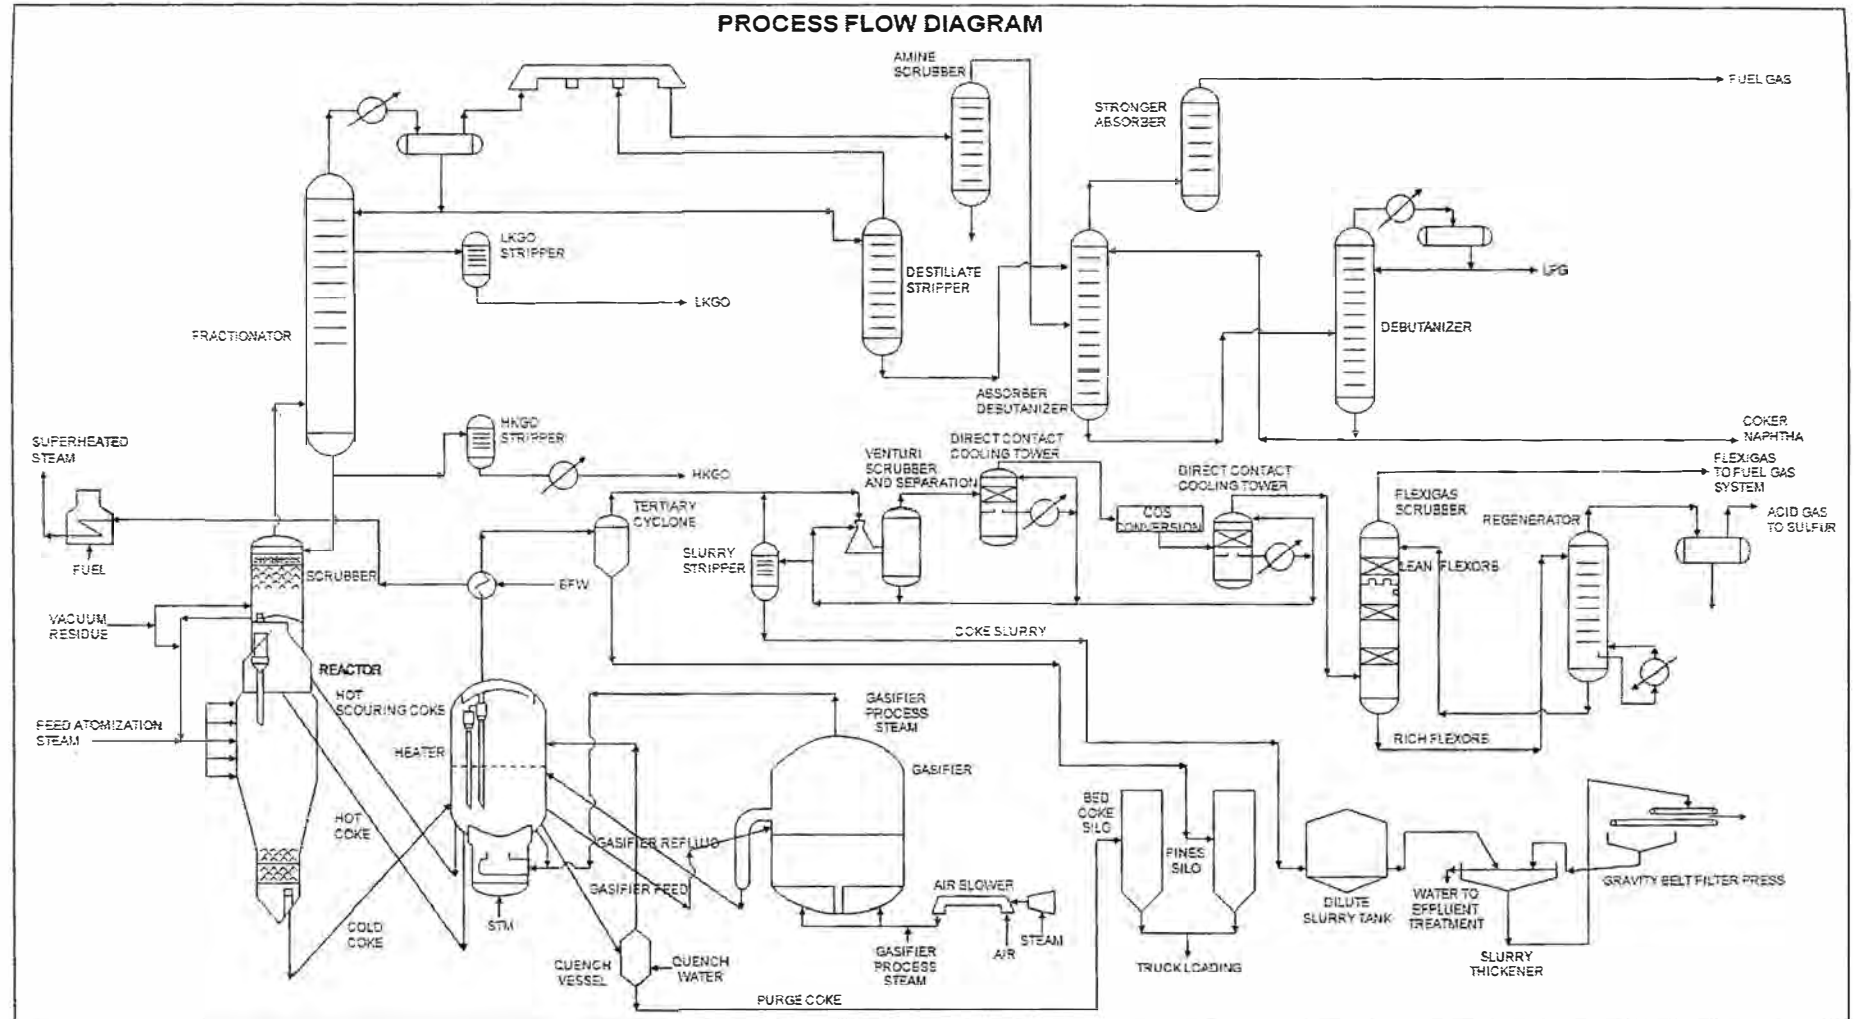 PROCESS FLOW DIAGRAM
AMINE
SCRUBBER
STRONGER
ABSORBER
FUEL GAS
LKGO
STRIPPER
LKGO
DESTILLATE
STRIPPER
LPG
FRACTIONATOR
DEBUTANIZER
ABSORBER
DEBUTANIZER
COKER
NAPHTHA
SUPERHEATED
STEAM
HKGO
STRIPPER
HKGO
VENTURI
SCRUBBER
AND SEPARATION
DIRECT CONTACT
COOLING TOWER
DIRECT CONTACT
COOLING TOWER
FLEXIGAS
TO FUEL GAS
SYSTEM
FLEXIGAS
SCRUBBER
REGENERATOR
ACID GAS
TO SULFUR
TERTIARY
CYCLONE
COS
CONVERSION
FUEL
SCRUBBER
SLURRY
STRIPPER
BFW
LEAN FLEXORB
VACUUM
RESIDUE
COKE SLURRY
REACTOR
HOT
SCOURING COKE
GASIFIER
PROCESS
STEAM
FEED ATOMIZATION
STEAM
HEATER
GASIFIER
RICH FLEXORB
BED
COKE
SILO
HOT
COKE
GASIFIER REFLUID
FINES
SILO
GASIFIER FEED
AIR BLOWER
GRAVITY BELT FILTER PRESS
DILUTE
SLURRY TANK
WATER TO
EFFLUENT
TREATMENT
COLD
COKE
STM
STEAM
AIR
GASIFIER
PROCESS
STEAM
QUENCH
VESSEL
QUENCH
WATER
TRUCK LOADING
SLURRY
THICKENER
PURGE COKE